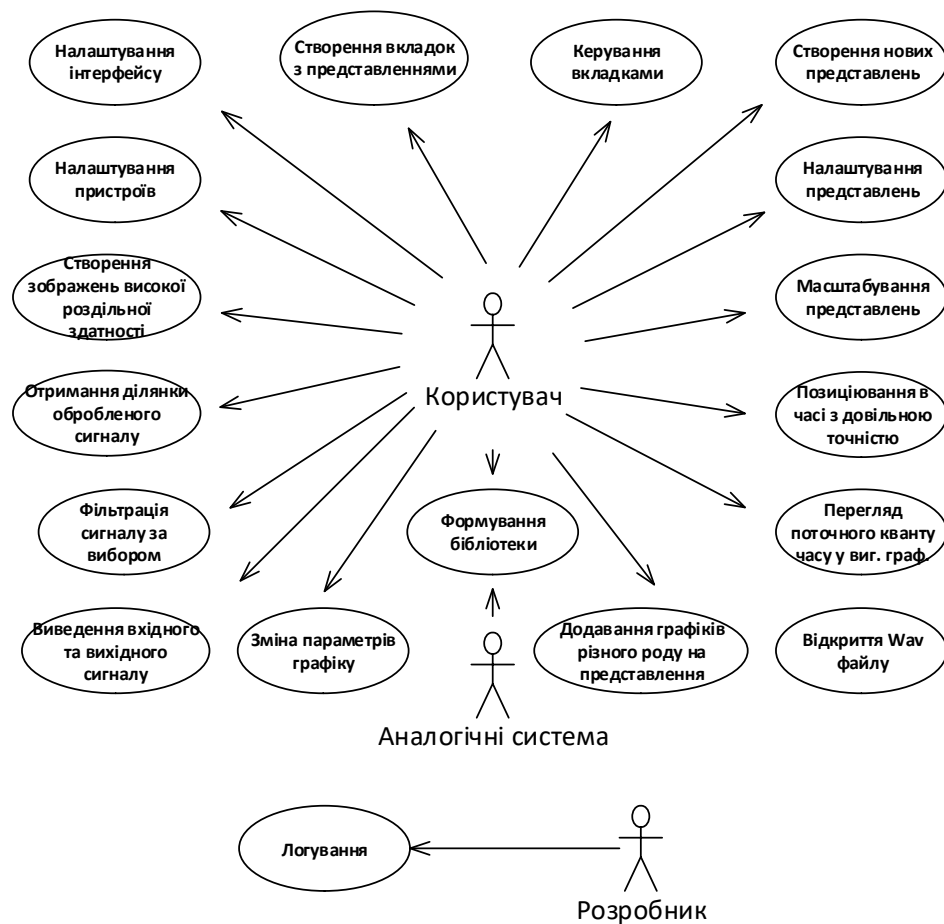 Налаштування
інтерфейсу
Створення вкладок
з представленнями
Керування
вкладками
Створення нових
представлень
Налаштування
пристроїв
Налаштування
представлень
Створення
зображень високої
роздільної
здатності
Масштабування
представлень
Користувач
Отримання ділянки
обробленого
сигналу
Позиціювання в
часі з довільною
точністю
Фільтрація
сигналу за
вибором
Формування
бібліотеки
Перегляд
поточного кванту
часу у виг. граф.
Виведення вхідного
та вихідного
сигналу
Зміна параметрів
графіку
Додавання графіків
різного роду на
представлення
Відкриття Wav
файлу
Аналогічні система
Логування
Розробник